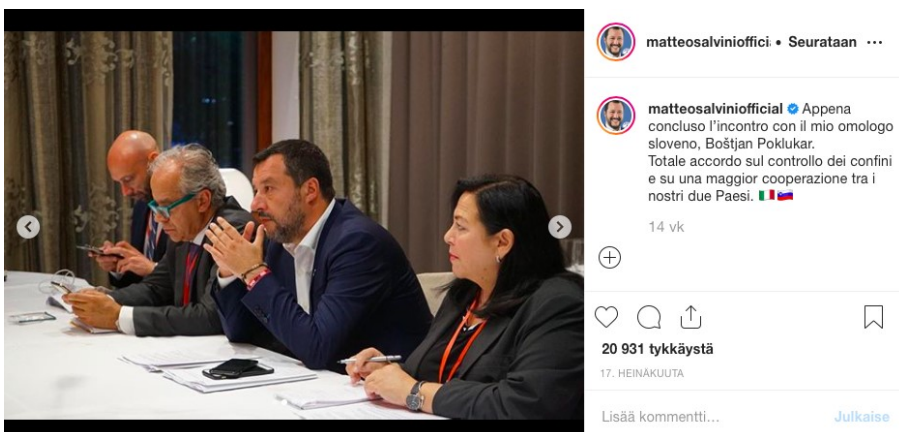 matteosalviniofficia • Seurataan ...
matteosalviniofficial Appena
concluso l'incontro con il mio omologo
sloveno, Boštjan Poklukar.
Totale accordo sul controllo dei confini
e su una maggior cooperazione tra i
nostri due Paesi. 🇮🇹🇸🇮
14 vk
20 931 tykkäystä
17. HEINÄKUUTA
Lisää kommentti... Julkaise